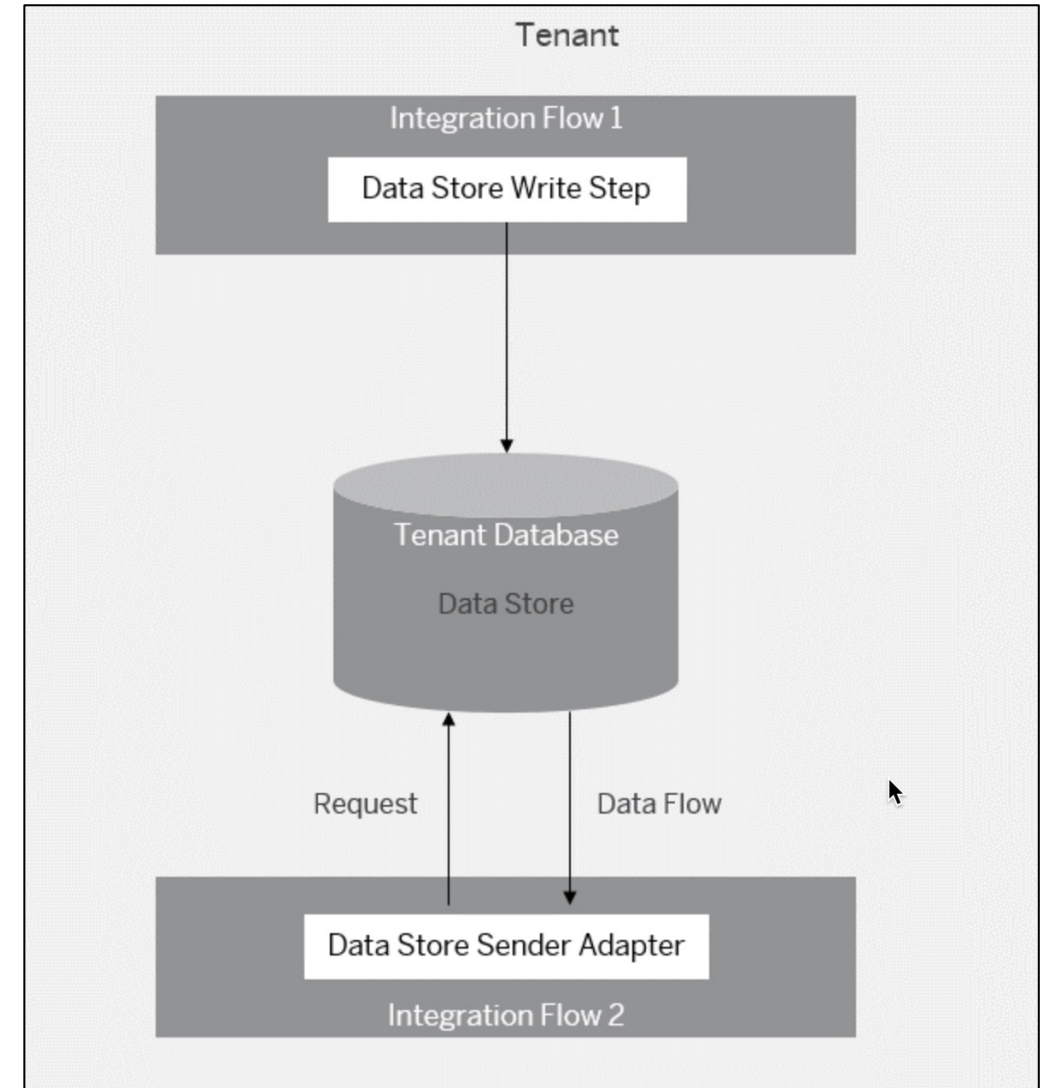 Tenant
Integration Flow 1
Data Store Write Step
Tenant Database
Data Store
Request
Data Flow
Data Store Sender Adapter
Integration Flow 2